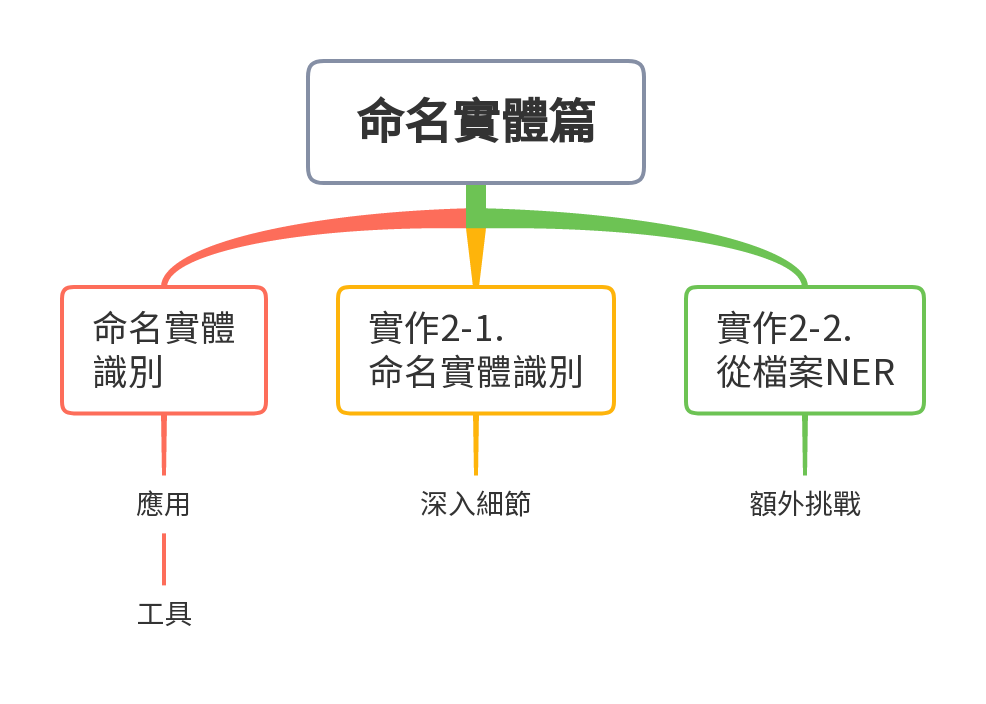 命名實體篇
命名實體
識別
實作2-1.
命名實體識別
實作2-2.
從檔案NER
應用
深入細節
額外挑戰
工具